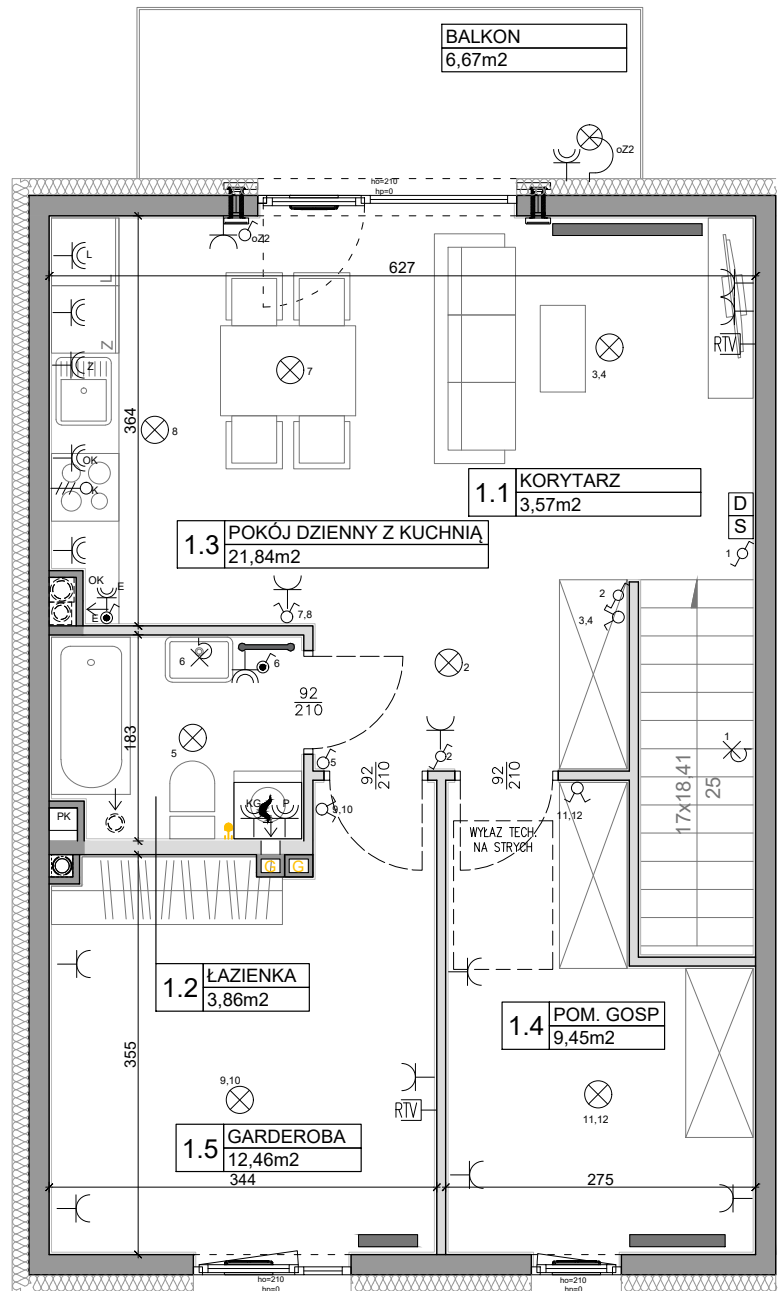 BALKON
6,67m2
oZ2
ho=210
hp=0
oZ2
L
L
627
RTV
Z
Z
7
3,4
364
8
OK
K
1.1 KORYTARZ
3,57m2
D
S
1.3 POKÓJ DZIENNY Z KUCHNIĄ
21,84m2
1
OK
E
E
7,8
2
3,4
6
6
2
92
210
183
5
5
2
1
92
210
92
210
17x18,41
25
PK
KG
P
9,10
11,12
WYŁAZ TECH.
NA STRYCH
G
G
1.2 ŁAZIENKA
3,86m2
1.4 POM. GOSP
9,45m2
355
9,10
RTV
11,12
1.5 GARDEROBA
12,46m2
344
275
ho=210
hp=0
ho=210
hp=0